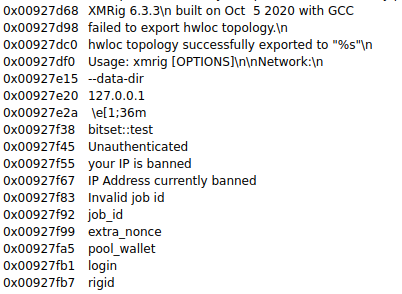 0x00927d68 XMRig 6.3.3\n built on Oct  5 2020 with GCC
0x00927d98 failed to export hwloc topology.\n
0x00927dc0 hwloc topology successfully exported to "%s"\n
0x00927df0 Usage: xmrig [OPTIONS]\n\nNetwork:\n
0x00927e15 --data-dir
0x00927e20 127.0.0.1
0x00927e2a \e[1;36m
0x00927f38 bitset::test
0x00927f45 Unauthenticated
0x00927f55 your IP is banned
0x00927f67 IP Address currently banned
0x00927f83 Invalid job id
0x00927f92 job_id
0x00927f99 extra_nonce
0x00927fa5 pool_wallet
0x00927fb1 login
0x00927fb7 rigid